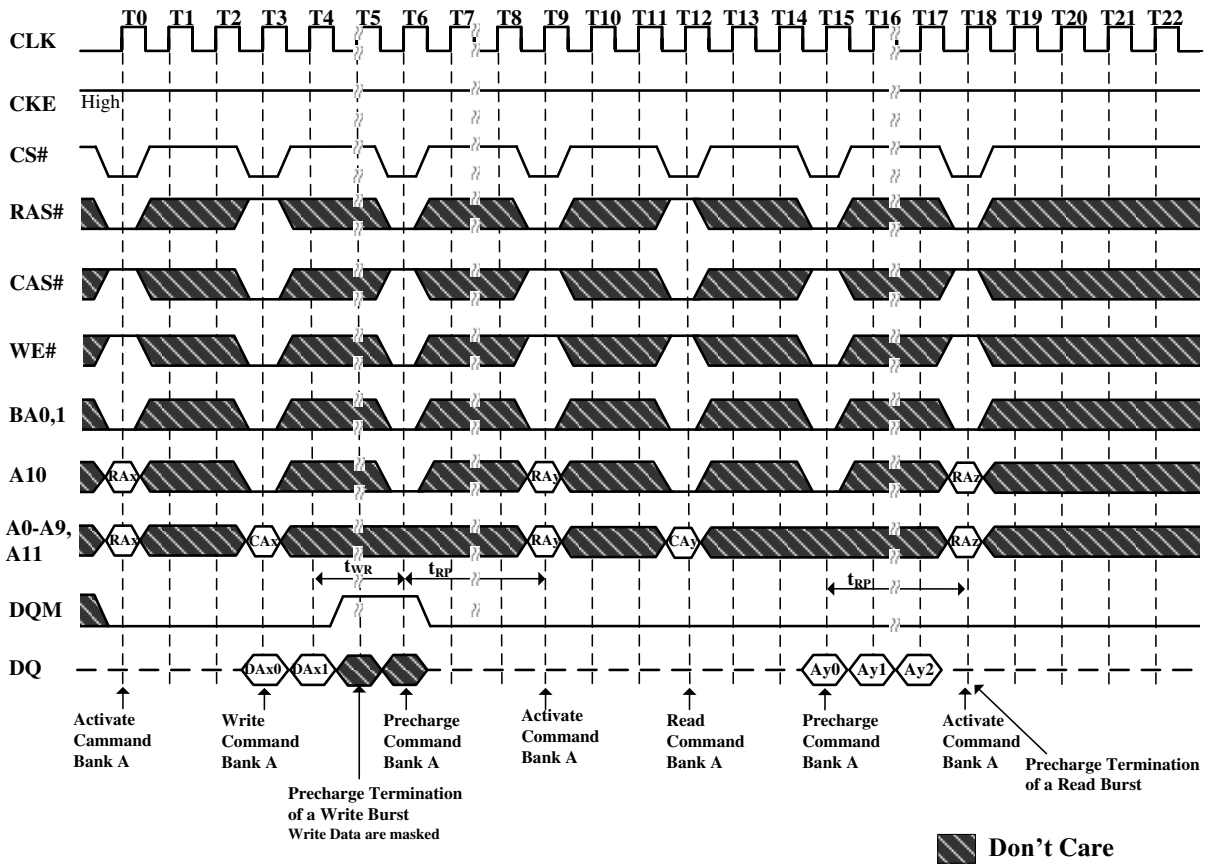 T0 T1 T2 T3 T4 T5 T6 T7 T8 T9 T10 T11 T12 T13 T14 T15 T16 T17 T18 T19 T20 T21 T22
CLK
CKE High
CS#
RAS#
CAS#
WE#
BA0,1
A10 RAx RAy RAz
A0-A9,
A11 RAx CAx RAy CAy RAz
tWR tRP tRP
DQM
DQ DAx0 DAx1 Ay0 Ay1 Ay2
Activate
Cammand
Bank A
Write
Command
Bank A
Precharge
Command
Bank A
Activate
Command
Bank A
Read
Command
Bank A
Precharge
Command
Bank A
Activate
Command
Bank A
Precharge Termination
of a Write Burst
Write Data are masked
Precharge Termination
of a Read Burst
Don't Care